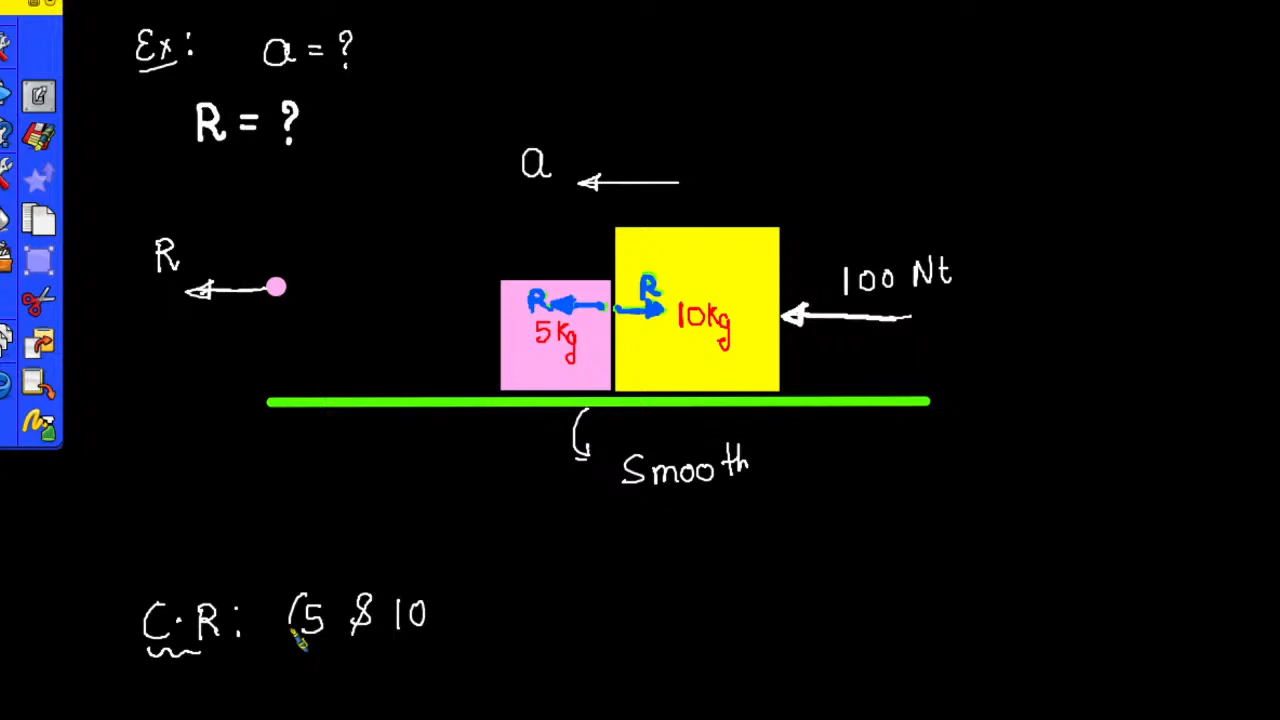 Ex: a = ?
R = ?
a
R
100 Nt
R
R
5Kg
10Kg
Smooth
C.R: (5 & 10